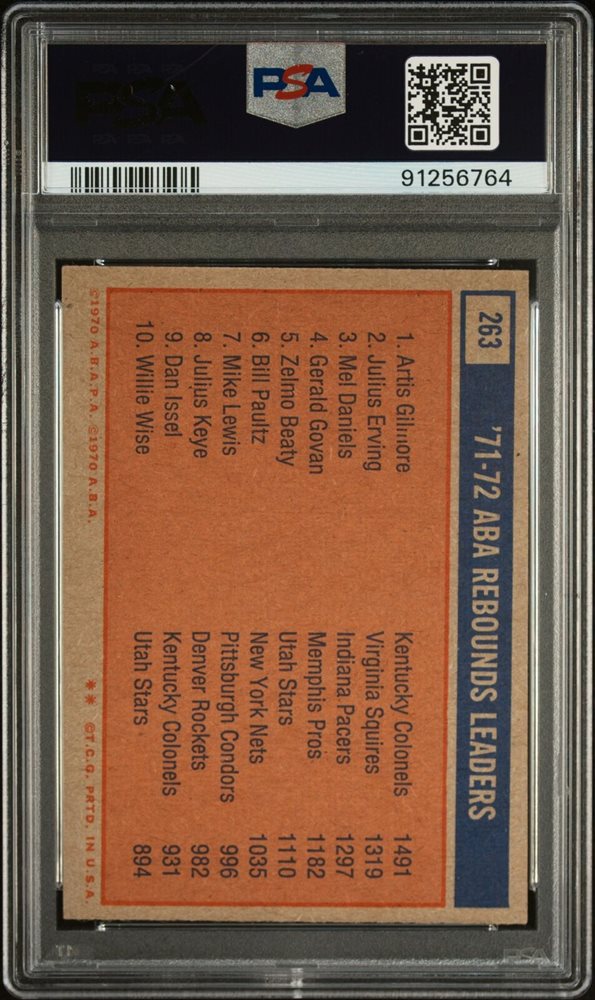 PSA
91256764
263
'71-72 ABA REBOUNDS LEADERS
1. Artis Gilmore Kentucky Colonels 1491
2. Julius Erving Virginia Squires 1319
3. Mel Daniels Indiana Pacers 1297
4. Gerald Govan Memphis Pros 1182
5. Zelmo Beaty Utah Stars 1110
6. Bill Paultz New York Nets 1035
7. Mike Lewis Pittsburgh Condors 996
8. Julius Keye Denver Rockets 982
9. Dan Issel Kentucky Colonels 931
10. Willie Wise Utah Stars 894
©1970 A.B.A.P.A. ©1970 A.B.A. ** ©T.C.G. PRTD. IN U.S.A.
PSA